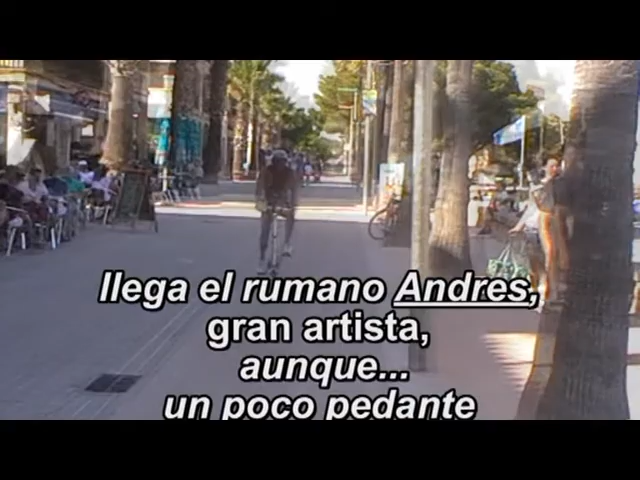 llega el rumano Andres,
gran artista,
aunque...
un poco pedante